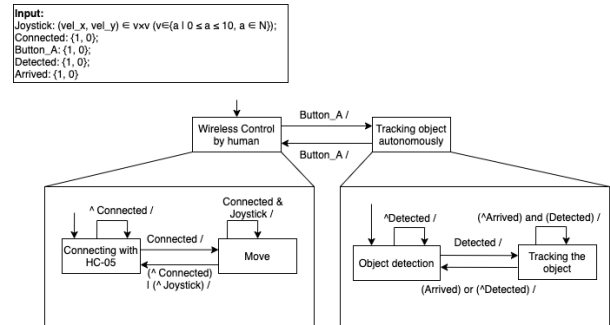 Input:
Joystick: (vel_x, vel_y) ∈ v×v (v∈{a | 0 ≤ a ≤ 10, a ∈ N});
Connected: {1, 0};
Button_A: {1, 0};
Detected: {1, 0};
Arrived: {1, 0}
Button_A /
Wireless Control
by human
Tracking object
autonomously
Button_A /
^ Connected /
Connected &
Joystick /
Connecting with
HC-05
Connected /
Move
(^ Connected)
| (^ Joystick) /
^Detected /
(^Arrived) and (Detected) /
Object detection
Detected /
Tracking the
object
(Arrived) or (^Detected) /